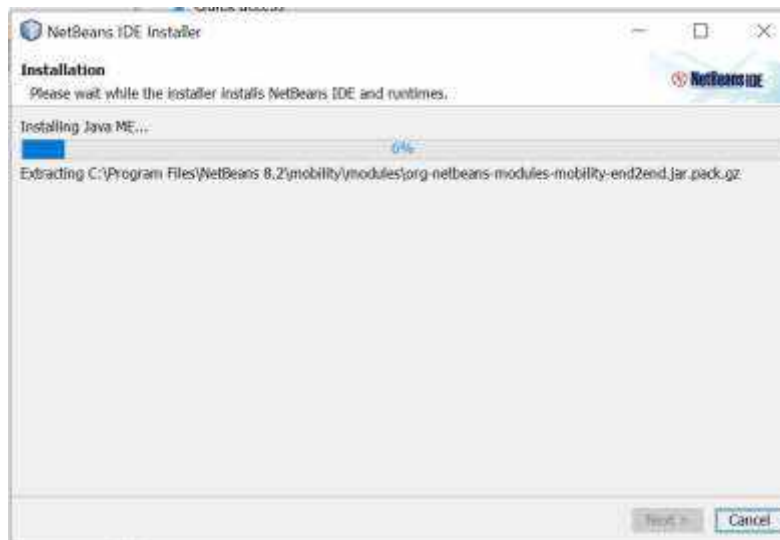 Quick access
NetBeans IDE Installer
Installation
Please wait while the installer installs NetBeans IDE and runtimes.
NetBeans IDE
Installing Java ME...
6%
Extracting C:\Program Files\NetBeans 8.2\mobility\modules\org-netbeans-modules-mobility-end2end.jar.pack.gz
Next >
Cancel